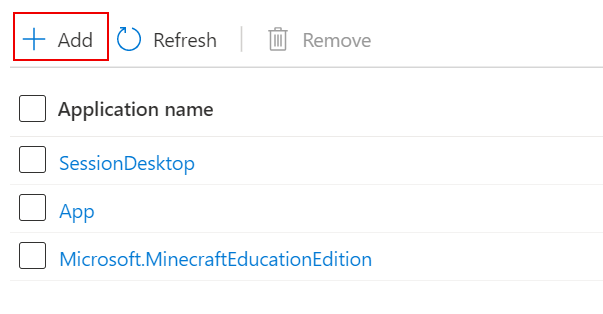 Add Refresh Remove
Application name
SessionDesktop
App
Microsoft.MinecraftEducationEdition